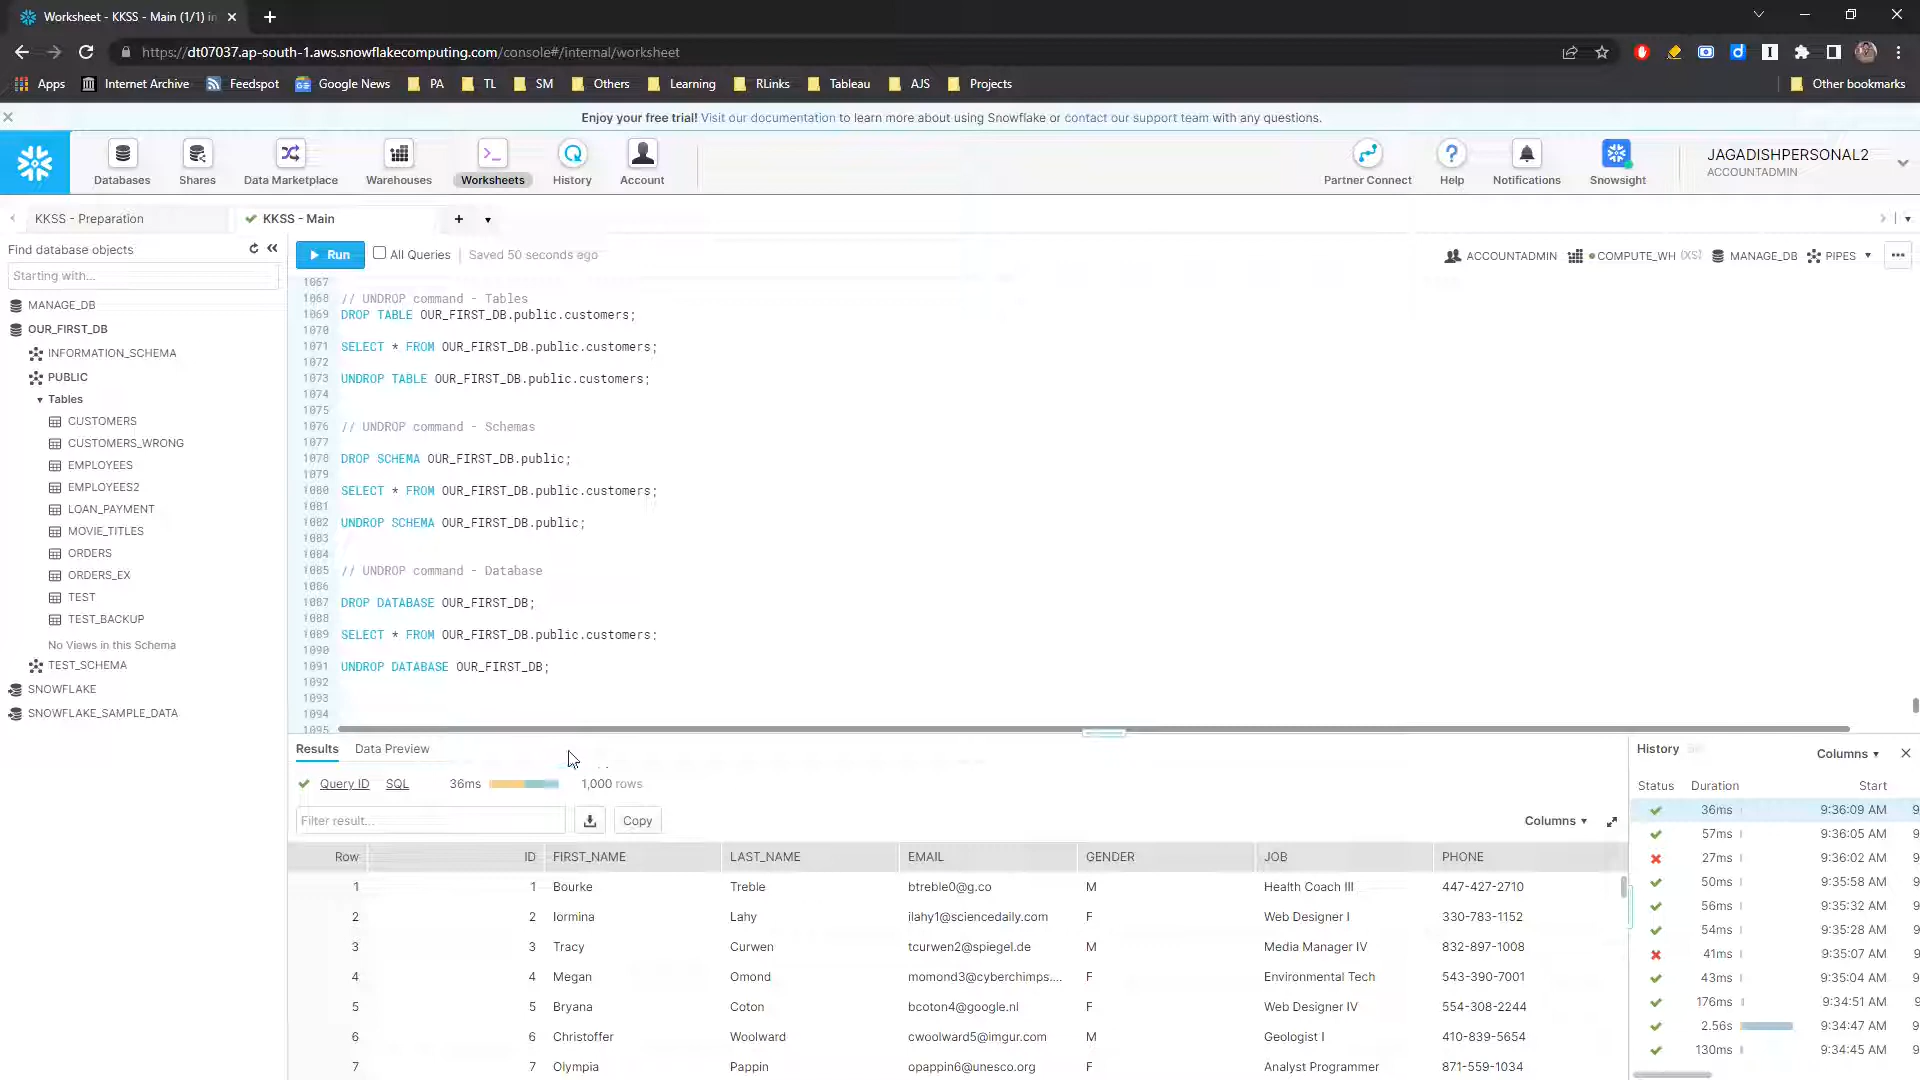 Worksheet - KKSS - Main (1/1) in
https://dt07037.ap-south-1.aws.snowflakecomputing.com/console#/internal/worksheet
Apps Internet Archive Feedspot Google News PA TL SM Others Learning RLinks Tableau AJS Projects Other bookmarks
Enjoy your free trial! Visit our documentation to learn more about using Snowflake or contact our support team with any questions.
Databases Shares Data Marketplace Warehouses Worksheets History Account Partner Connect Help Notifications Snowsight
JAGADISHPERSONAL2
ACCOUNTADMIN
KKSS - Preparation KKSS - Main
Find database objects
Starting with...
MANAGE_DB
OUR_FIRST_DB
INFORMATION_SCHEMA
PUBLIC
Tables
CUSTOMERS
CUSTOMERS_WRONG
EMPLOYEES
EMPLOYEES2
LOAN_PAYMENT
MOVIE_TITLES
ORDERS
ORDERS_EX
TEST
TEST_BACKUP
No Views in this Schema
TEST_SCHEMA
SNOWFLAKE
SNOWFLAKE_SAMPLE_DATA
Run All Queries Saved 50 seconds ago ACCOUNTADMIN COMPUTE_WH (XS) MANAGE_DB PIPES
1067
1068 // UNDROP command - Tables
1069 DROP TABLE OUR_FIRST_DB.public.customers;
1070
1071 SELECT * FROM OUR_FIRST_DB.public.customers;
1072
1073 UNDROP TABLE OUR_FIRST_DB.public.customers;
1074
1075
1076 // UNDROP command - Schemas
1077
1078 DROP SCHEMA OUR_FIRST_DB.public;
1079
1080 SELECT * FROM OUR_FIRST_DB.public.customers;
1081
1082 UNDROP SCHEMA OUR_FIRST_DB.public;
1083
1084
1085 // UNDROP command - Database
1086
1087 DROP DATABASE OUR_FIRST_DB;
1088
1089 SELECT * FROM OUR_FIRST_DB.public.customers;
1090
1091 UNDROP DATABASE OUR_FIRST_DB;
1092
1093
1094
1095
Results Data Preview
Query ID SQL 36ms 1,000 rows
Filter result... Copy Columns
Row ID FIRST_NAME LAST_NAME EMAIL GENDER JOB PHONE
1 1 Bourke Treble btreble0@g.co M Health Coach III 447-427-2710
2 2 Iormina Lahy ilahy1@sciencedaily.com F Web Designer I 330-783-1152
3 3 Tracy Curwen tcurwen2@spiegel.de M Media Manager IV 832-897-1008
4 4 Megan Omond momond3@cyberchimps.... F Environmental Tech 543-390-7001
5 5 Bryana Coton bcoton4@google.nl F Web Designer IV 554-308-2244
6 6 Christoffer Woolward cwoolward5@imgur.com M Geologist I 410-839-5654
7 7 Olympia Pappin opappin6@unesco.org F Analyst Programmer 871-559-1034
History Columns
Status Duration Start
36ms 9:36:09 AM 9
57ms 9:36:05 AM 9
27ms 9:36:02 AM 9
50ms 9:35:58 AM 9
56ms 9:35:32 AM 9
54ms 9:35:28 AM 9
41ms 9:35:07 AM 9
43ms 9:35:04 AM 9
176ms 9:34:51 AM 9
2.56s 9:34:47 AM 9
130ms 9:34:45 AM 9